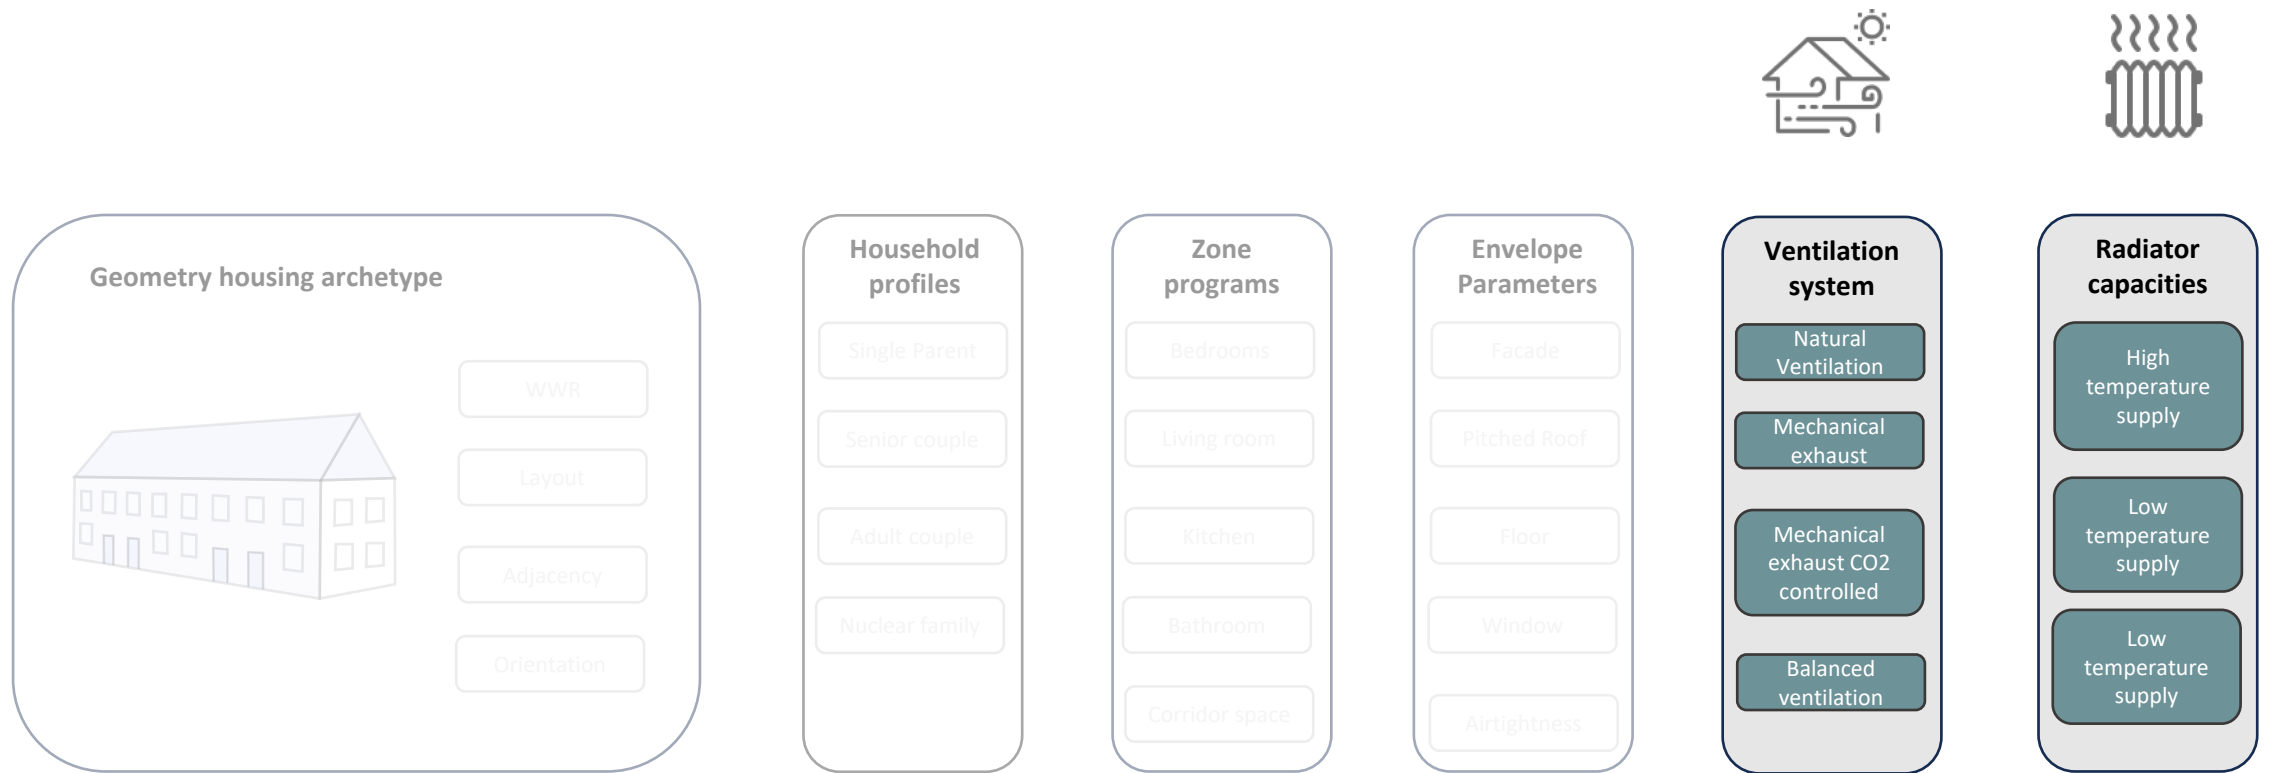 Geometry housing archetype
WWR
Layout
Adjacency
Orientation
Household
profiles
Single Parent
Senior couple
Adult couple
Nuclear family
Zone
programs
Bedrooms
Living room
Kitchen
Bathroom
Corridor space
Envelope
Parameters
Facade
Pitched Roof
Floor
Window
Airtightness
Ventilation
system
Natural
Ventilation
Mechanical
exhaust
Mechanical
exhaust CO2
controlled
Balanced
ventilation
Radiator
capacities
High
temperature
supply
Low
temperature
supply
Low
temperature
supply